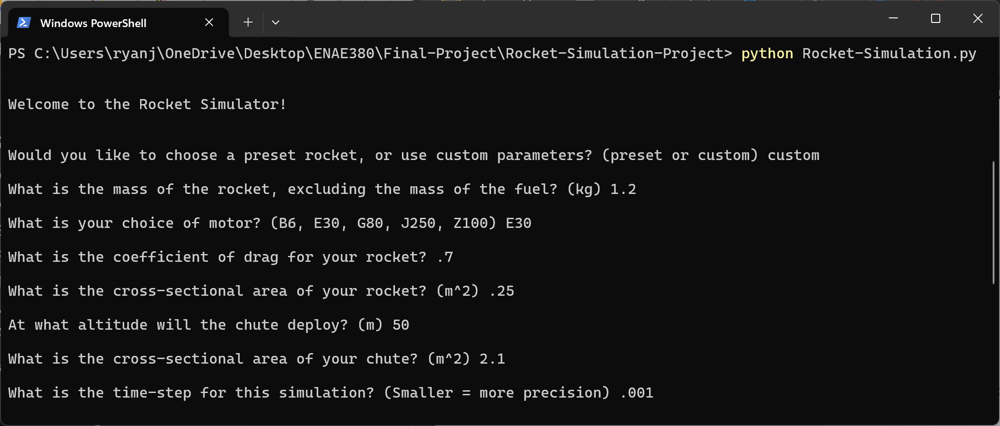 Windows PowerShell
PS C:\Users\ryanj\OneDrive\Desktop\ENAE380\Final-Project\Rocket-Simulation-Project> python Rocket-Simulation.py
Welcome to the Rocket Simulator!
Would you like to choose a preset rocket, or use custom parameters? (preset or custom) custom
What is the mass of the rocket, excluding the mass of the fuel? (kg) 1.2
What is your choice of motor? (B6, E30, G80, J250, Z100) E30
What is the coefficient of drag for your rocket? .7
What is the cross-sectional area of your rocket? (m^2) .25
At what altitude will the chute deploy? (m) 50
What is the cross-sectional area of your chute? (m^2) 2.1
What is the time-step for this simulation? (Smaller = more precision) .001